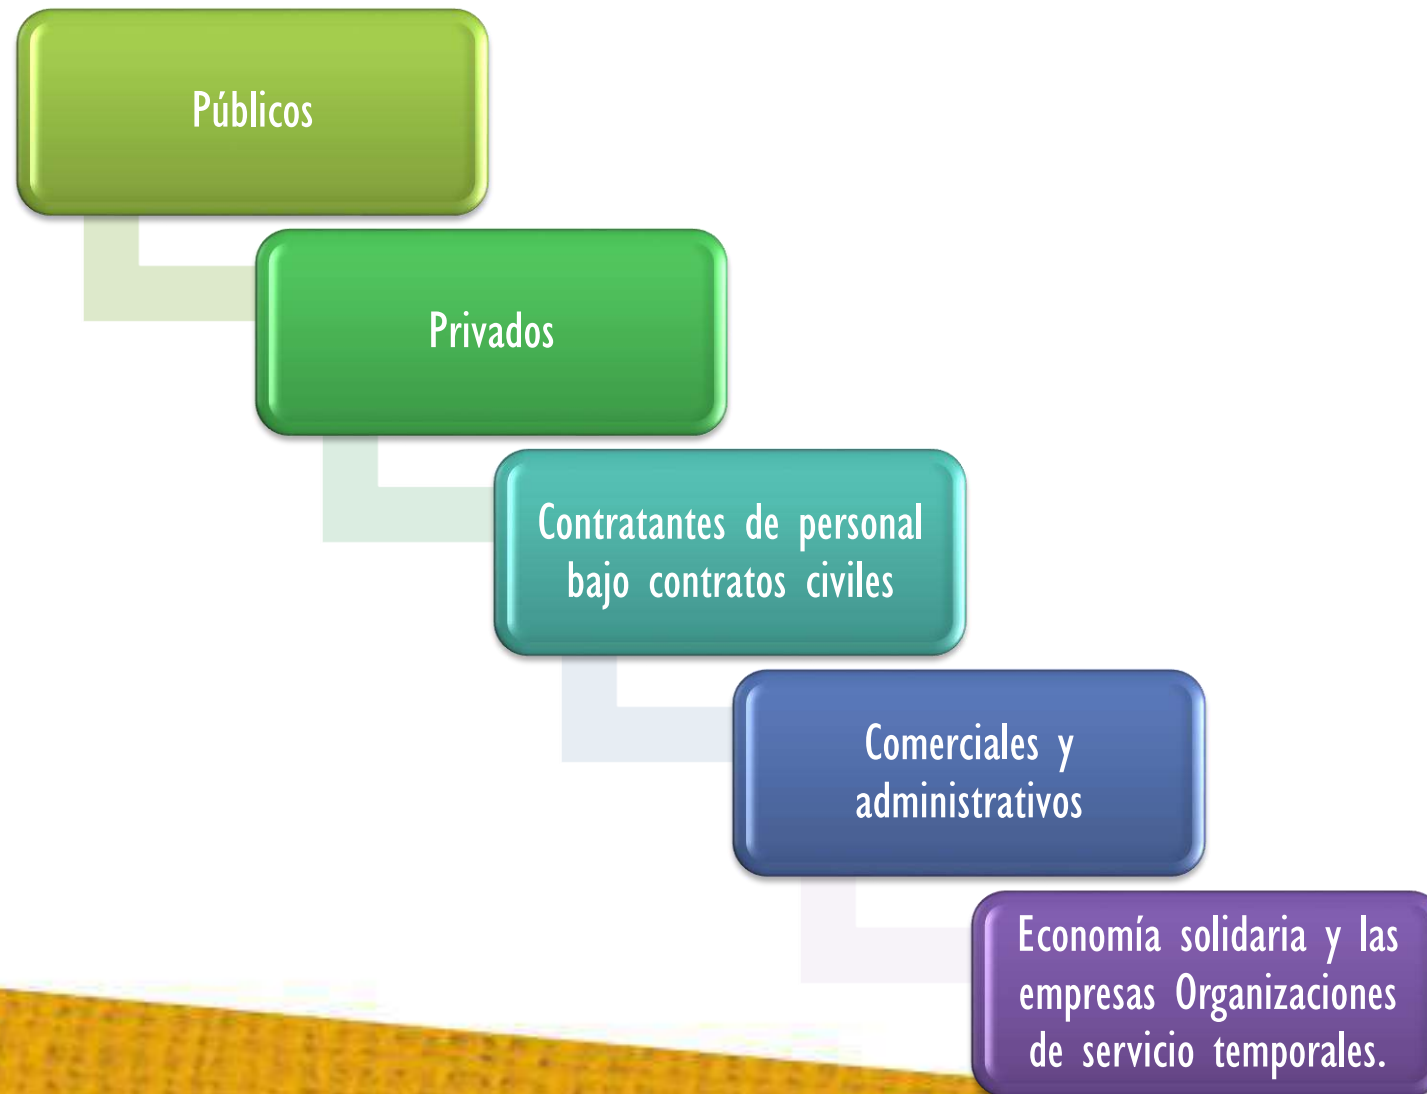 Públicos
Privados
Contratantes de personal
bajo contratos civiles
Comerciales y
administrativos
Economía solidaria y las
empresas Organizaciones
de servicio temporales.